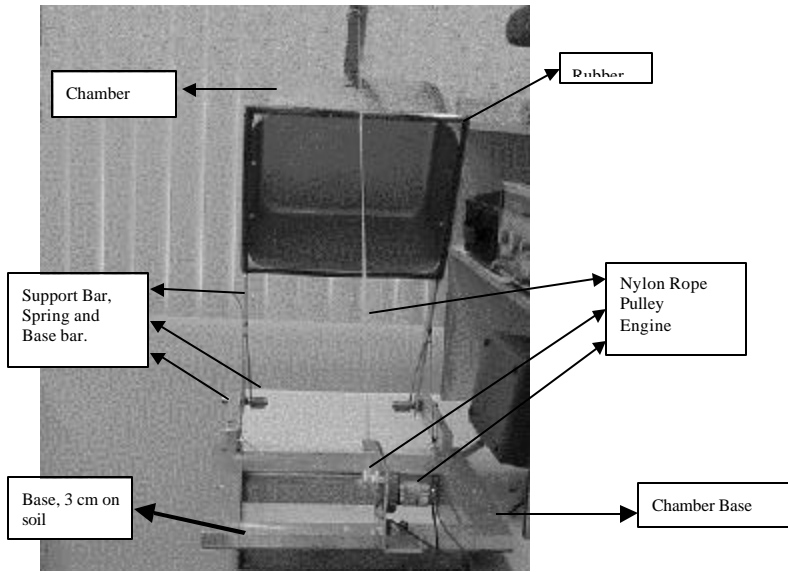 Chamber
Rubber
Support Bar,
Spring and
Base bar.
Nylon Rope
Pulley
Engine
Base, 3 cm on
soil
Chamber Base